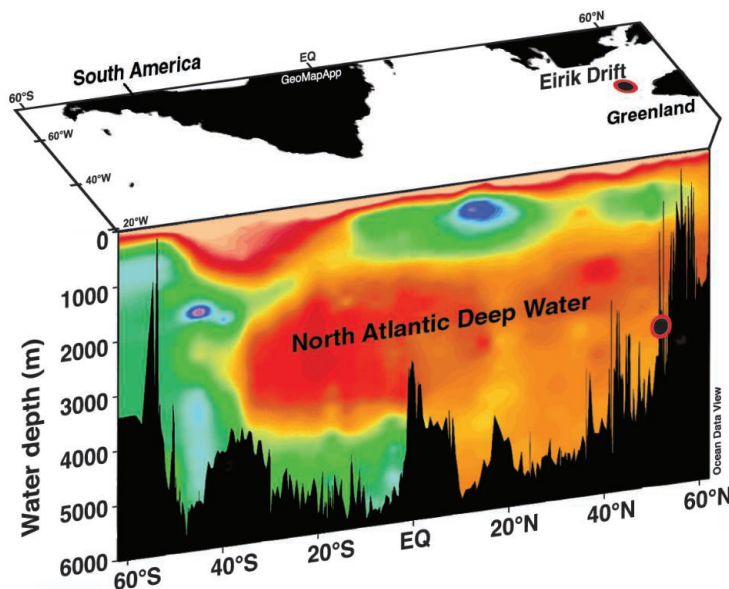 60°N
EQ
South America
GeoMapApp
Eirik Drift
60°S
Greenland
60°W
40°W
20°W
0
1000
2000
3000
4000
5000
6000
Water depth (m)
North Atlantic Deep Water
Ocean Data View
60°S
40°S
20°S
EQ
20°N
40°N
60°N